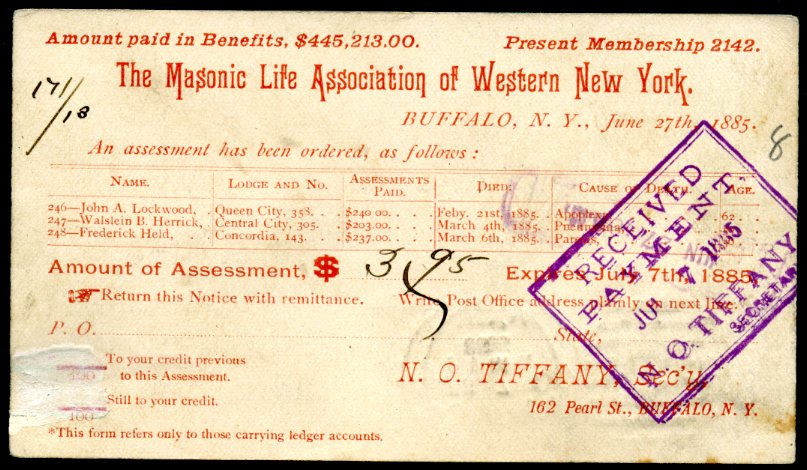 Amount paid in Benefits, $445,213.00. Present Membership 2142.
The Masonic Life Association of Western New York.
171/18
BUFFALO, N. Y., June 27th, 1885.
8
An assessment has been ordered, as follows:
NAME. LODGE AND NO. ASSESSMENTS PAID. DIED: CAUSE OF DEATH. AGE.
246—John A. Lockwood, Queen City, 358. $240 00. Feby. 21st, 1885. Apoplexy, 62
247—Walstein B. Herrick, Central City, 305. $203.00. March 4th, 1885. Pneumonia,
248—Frederick Held, Concordia, 143. $237.00. March 6th, 1885.
Amount of Assessment, $ 3.95 Expires July 7th, 1885
Return this Notice with remittance. Write Post Office address plainly on next line.
P. O. State,
To your credit previous
to this Assessment.
100
Still to your credit.
100
N. O. TIFFANY, Sec'y,
162 Pearl St., BUFFALO, N. Y.
*This form refers only to those carrying ledger accounts.
RECEIVED
PAYMENT
JUL 7 1885
N. O. TIFFANY
SECRETARY